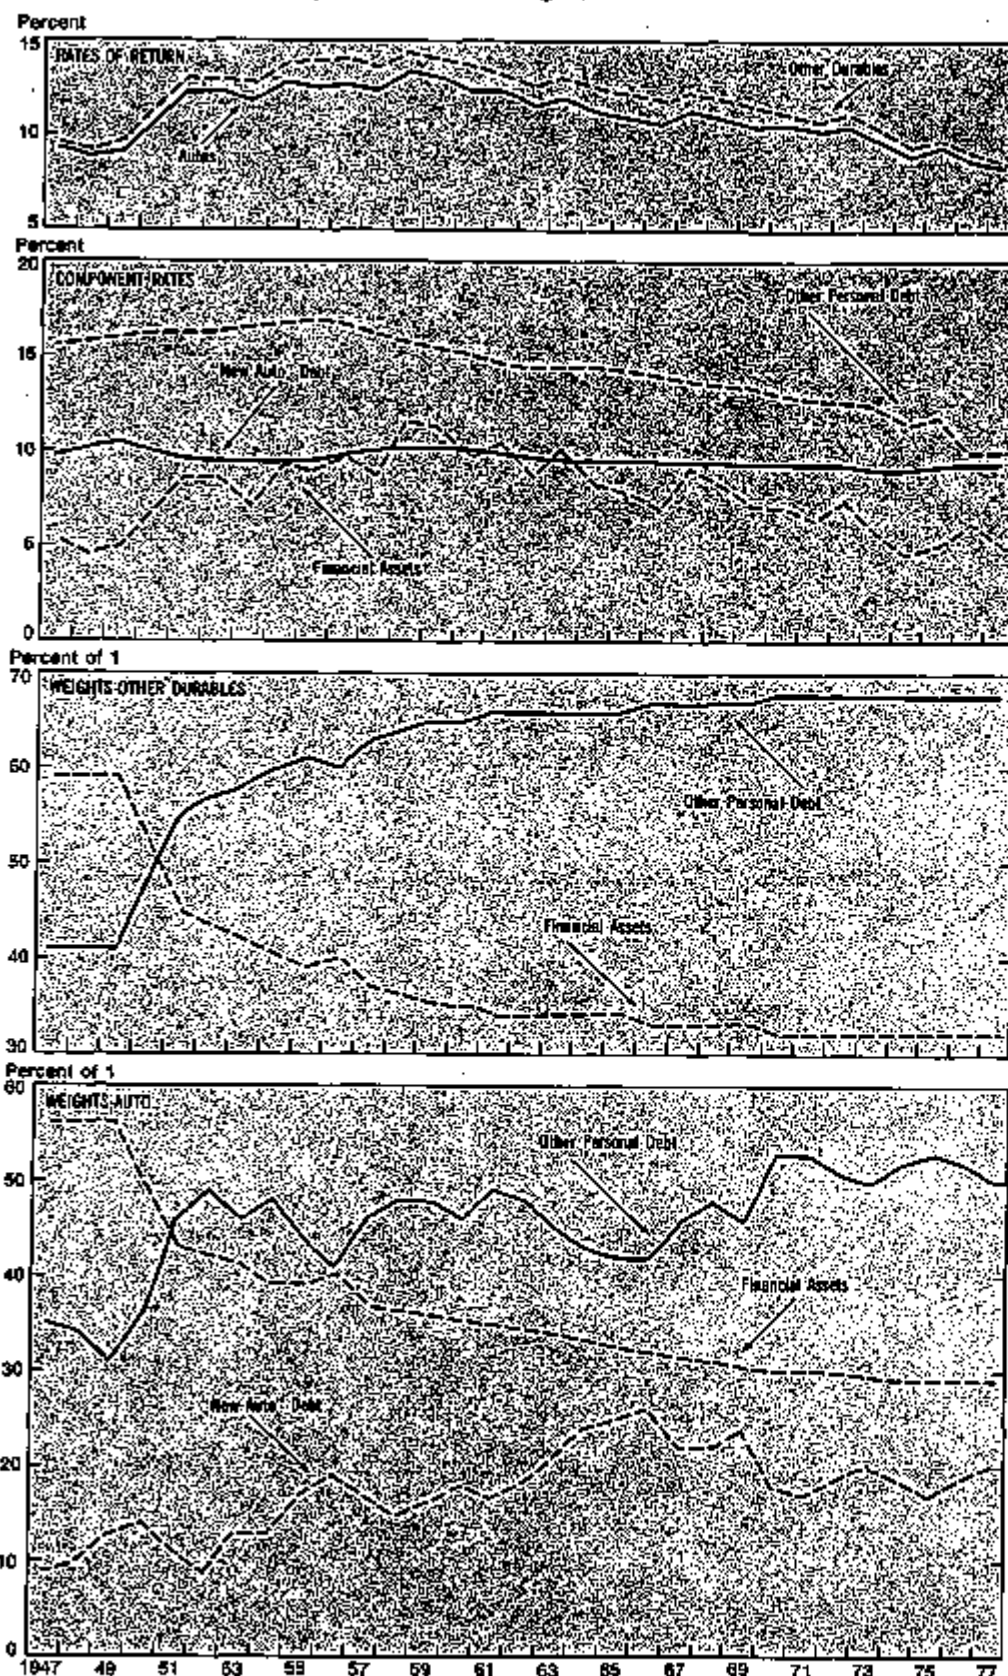 Percent
15
RATES OF RETURN
Other Durables
10
Autos
5
Percent
20
COMPONENT RATES
Other Personal Debt
15
New Auto Debt
10
5
Financial Assets
0
Percent of 1
70
WEIGHTS OTHER DURABLES
60
Other Personal Debt
50
Financial Assets
40
30
Percent of 1
60
WEIGHTS AUTO
Other Personal Debt
50
40
Financial Assets
30
New Auto Debt
20
10
0
1947 49 51 53 55 57 59 61 63 65 67 69 71 73 75 77